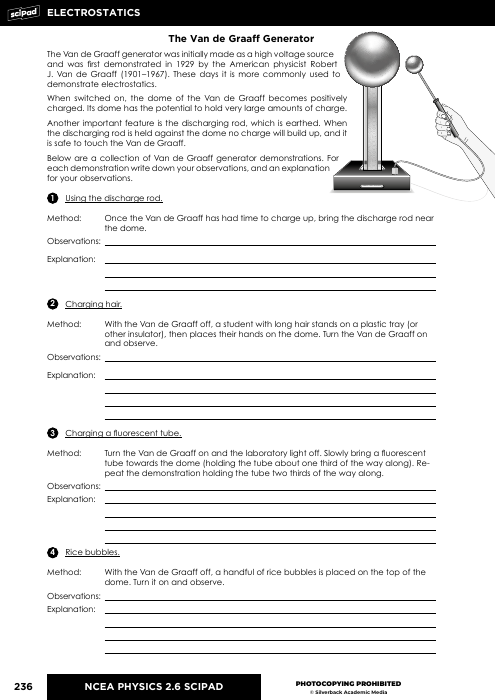 scipad ELECTROSTATICS
The Van de Graaff Generator
The Van de Graaff generator was initially made as a high voltage source
and was first demonstrated in 1929 by the American physicist Robert
J. Van de Graaff (1901–1967). These days it is more commonly used to
demonstrate electrostatics.
When switched on, the dome of the Van de Graaff becomes positively
charged. Its dome has the potential to hold very large amounts of charge.
Another important feature is the discharging rod, which is earthed. When
the discharging rod is held against the dome no charge will build up, and it
is safe to touch the Van de Graaff.
Below are a collection of Van de Graaff generator demonstrations. For
each demonstration write down your observations, and an explanation
for your observations.
1 Using the discharge rod.
Method: Once the Van de Graaff has had time to charge up, bring the discharge rod near
the dome.
Observations:
Explanation:
2 Charging hair.
Method: With the Van de Graaff off, a student with long hair stands on a plastic tray (or
other insulator), then places their hands on the dome. Turn the Van de Graaff on
and observe.
Observations:
Explanation:
3 Charging a fluorescent tube.
Method: Turn the Van de Graaff on and the laboratory light off. Slowly bring a fluorescent
tube towards the dome (holding the tube about one third of the way along). Re-
peat the demonstration holding the tube two thirds of the way along.
Observations:
Explanation:
4 Rice bubbles.
Method: With the Van de Graaff off, a handful of rice bubbles is placed on the top of the
dome. Turn it on and observe.
Observations:
Explanation:
236 NCEA PHYSICS 2.6 SCIPAD PHOTOCOPYING PROHIBITED
© Silverback Academic Media